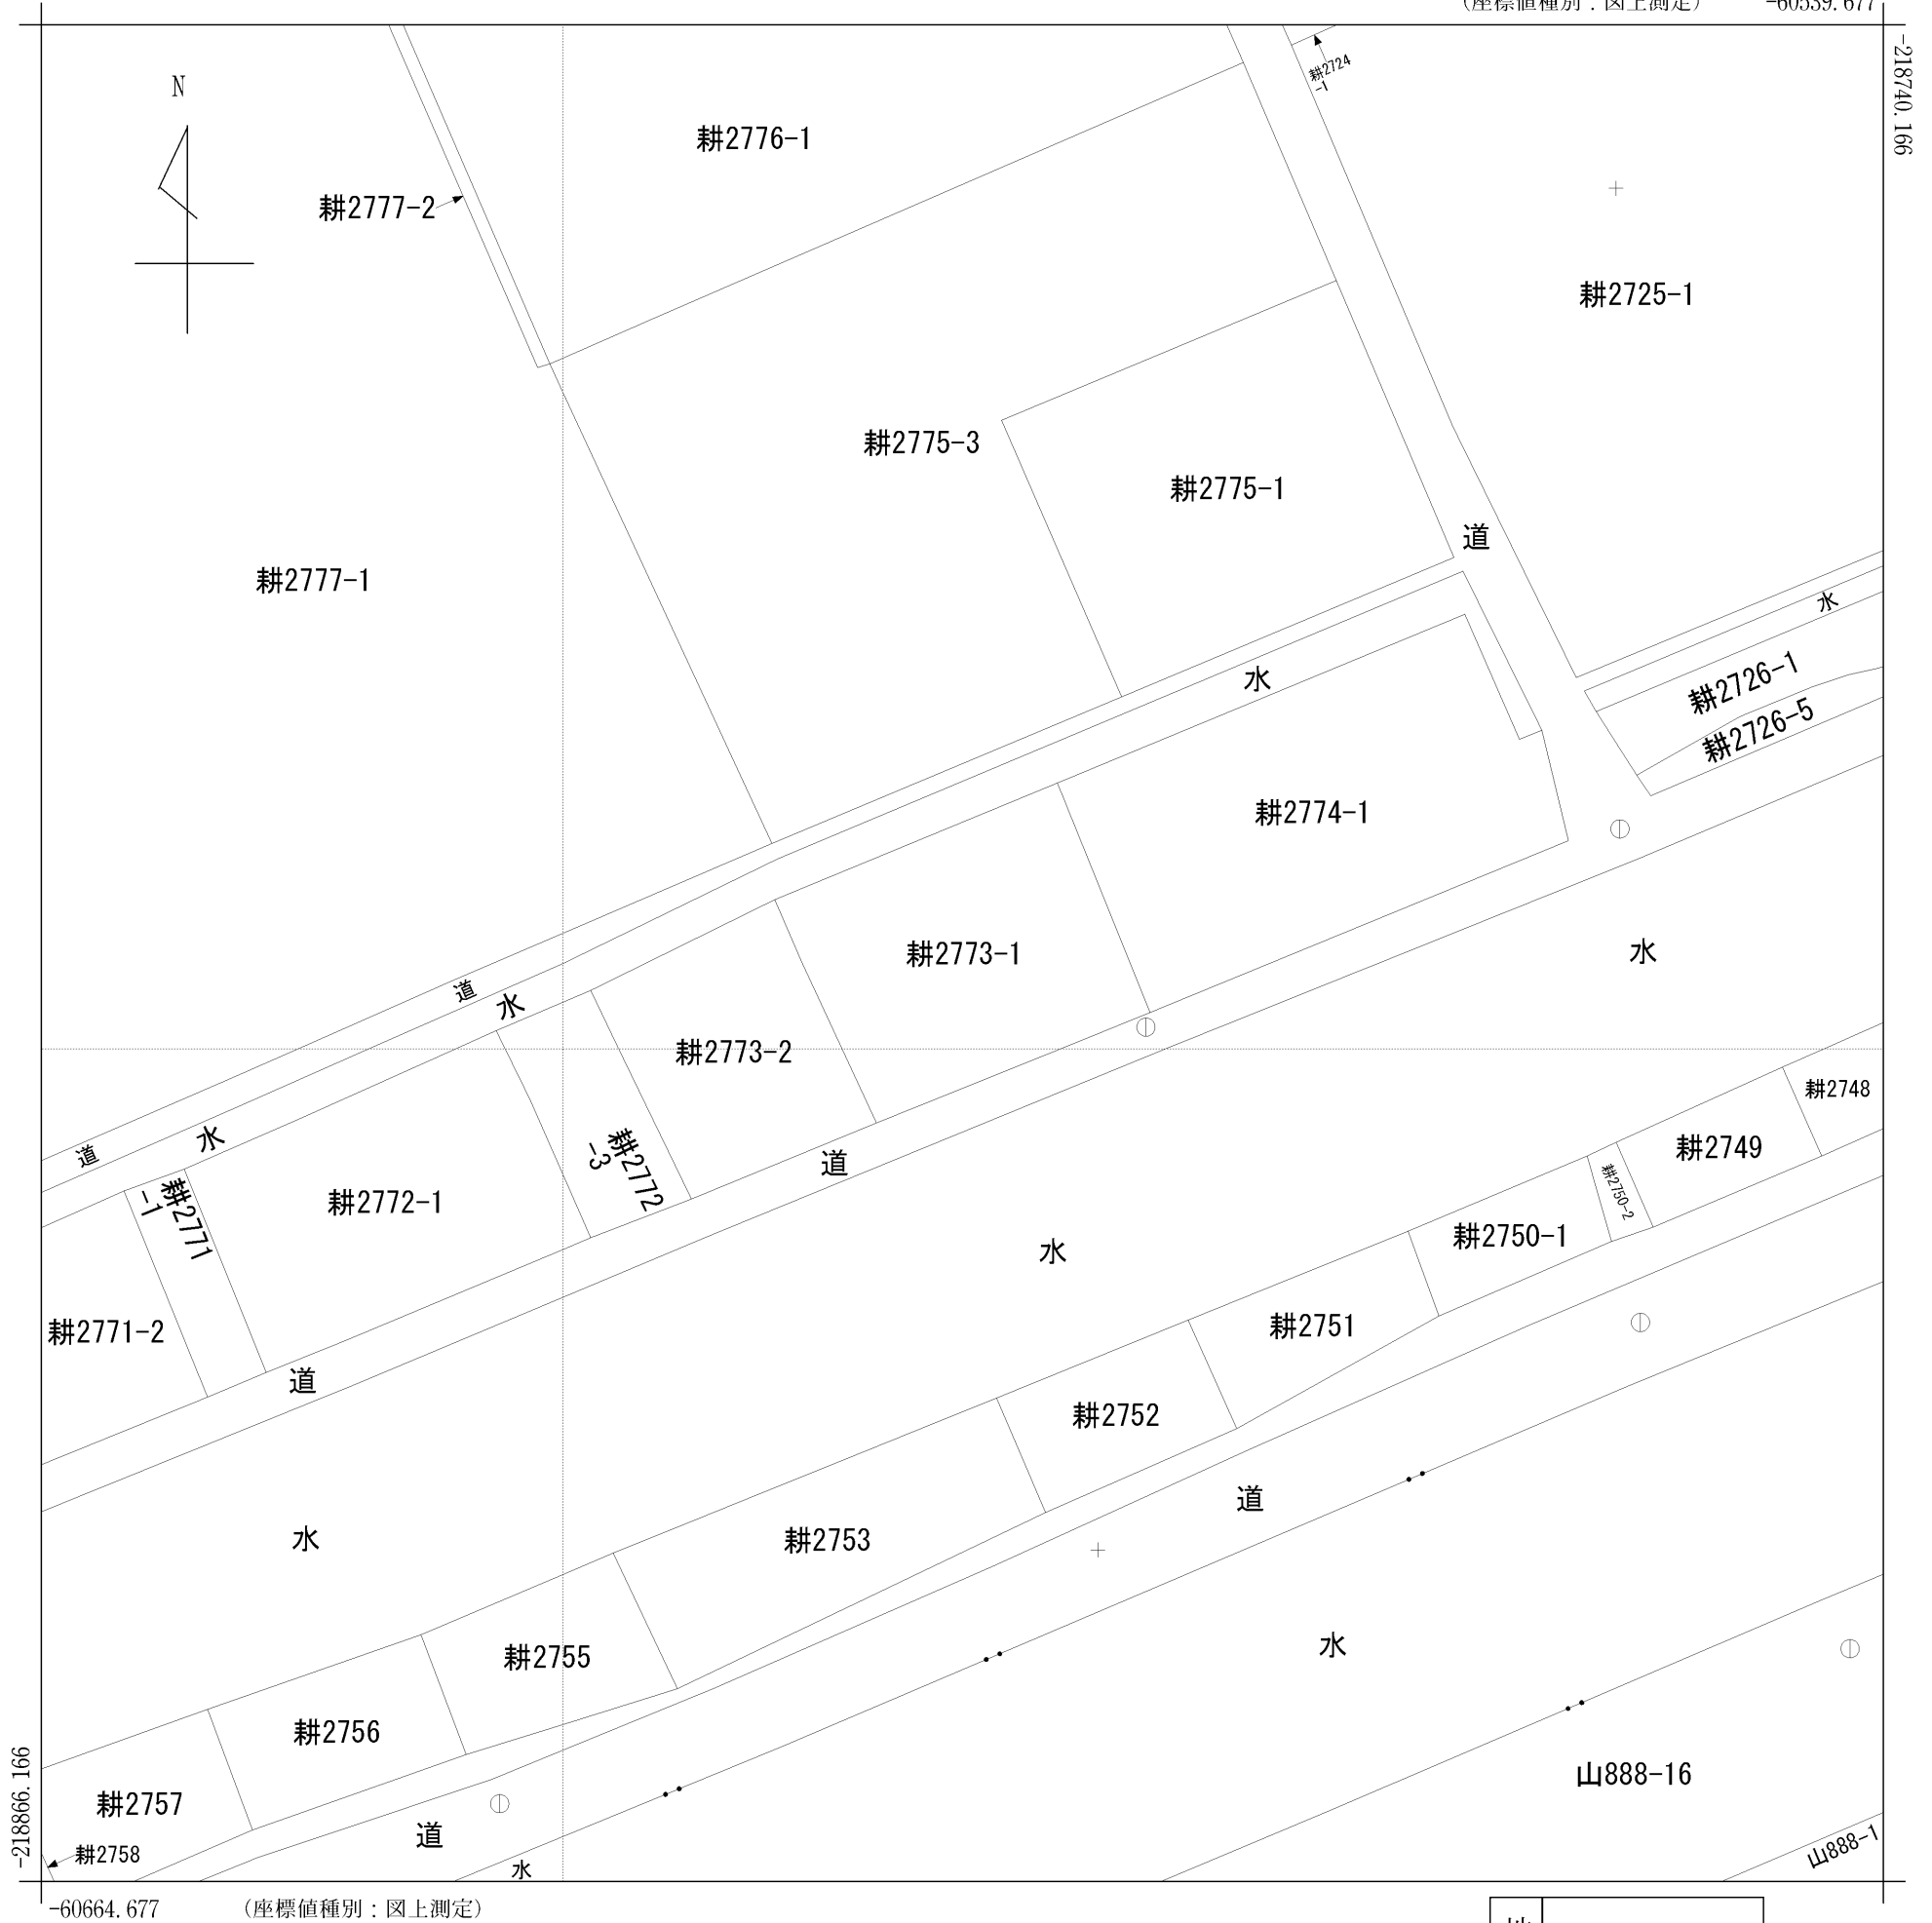 （座標値種別：図上測定） -60539.677
-218740.166
N
耕2724
-1
耕2776-1
耕2777-2
耕2725-1
耕2775-3
耕2775-1
道
耕2777-1
水
水
耕2726-1
耕2726-5
耕2774-1
耕2773-1
水
道
水
耕2773-2
耕2748
道
水
耕2772
-3
道
耕2749
耕2771
-1
耕2772-1
耕2750-2
耕2750-1
水
耕2771-2
耕2751
道
耕2752
道
水
耕2753
水
耕2755
耕2756
山888-16
耕2757
道
耕2758
水
山888-1
-218866.166
-60664.677 （座標値種別：図上測定）